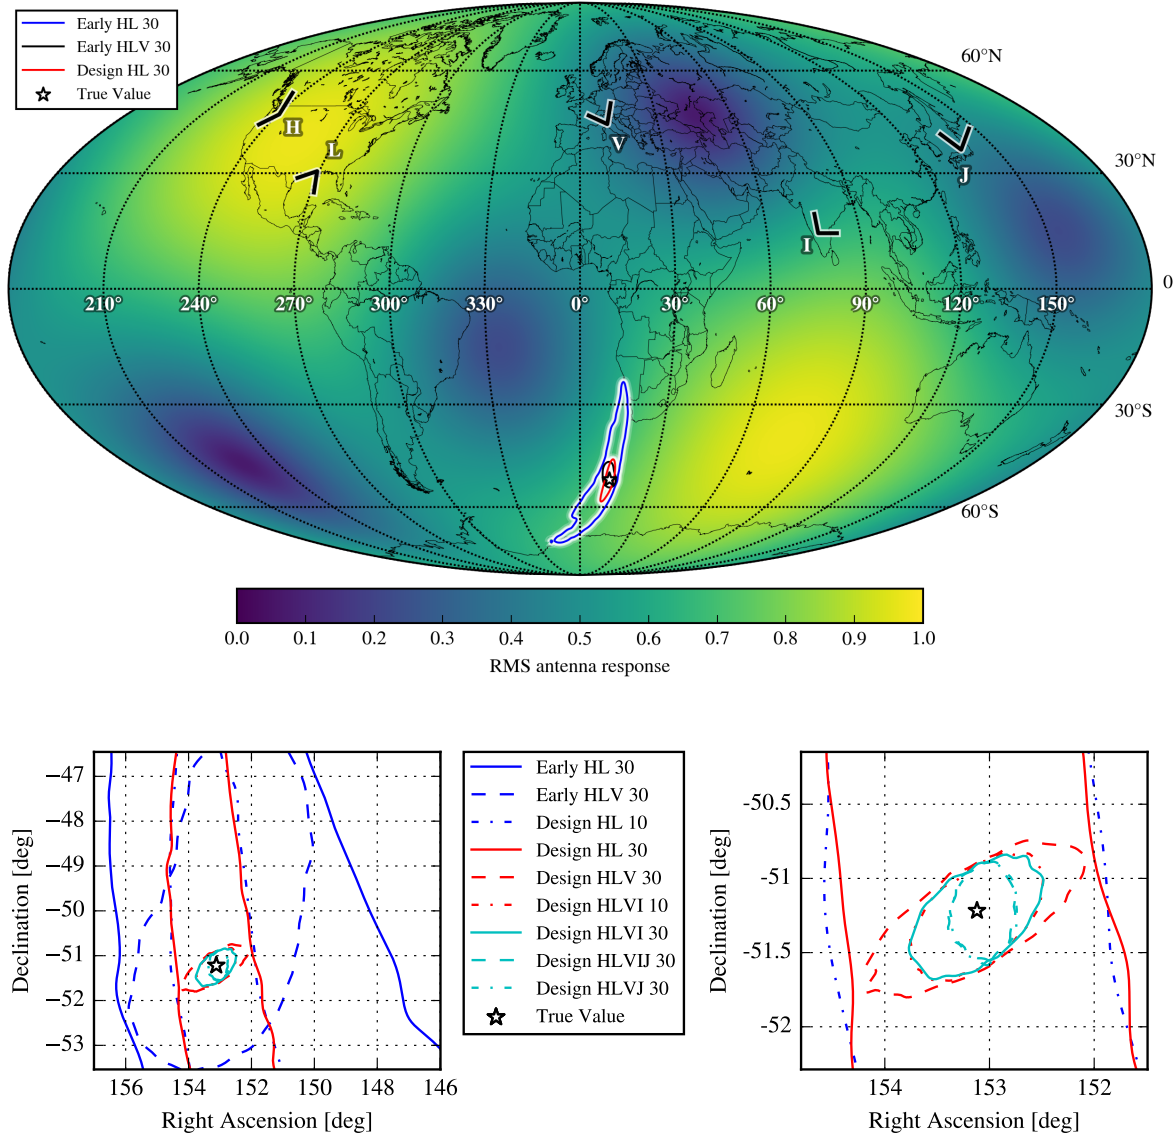 Early HL 30
Early HLV 30
Design HL 30
True Value
60°N
30°N
0
30°S
60°S
H
L
V
J
I
210° 240° 270° 330° 0° 30° 60° 90° 120° 150°
0.0 0.1 0.2 0.3 0.4 0.5 0.6 0.7 0.8 0.9 1.0
RMS antenna response
−47
−48
−49
−50
−51
−52
−53
Declination [deg]
156 154 152 150 148 146
Right Ascension [deg]
Early HL 30
Early HLV 30
Design HL 10
Design HL 30
Design HLV 30
Design HLVI 10
Design HLVI 30
Design HLVIJ 30
Design HLVJ 30
True Value
-50.5
-51
-51.5
-52
Declination [deg]
154 153 152
Right Ascension [deg]